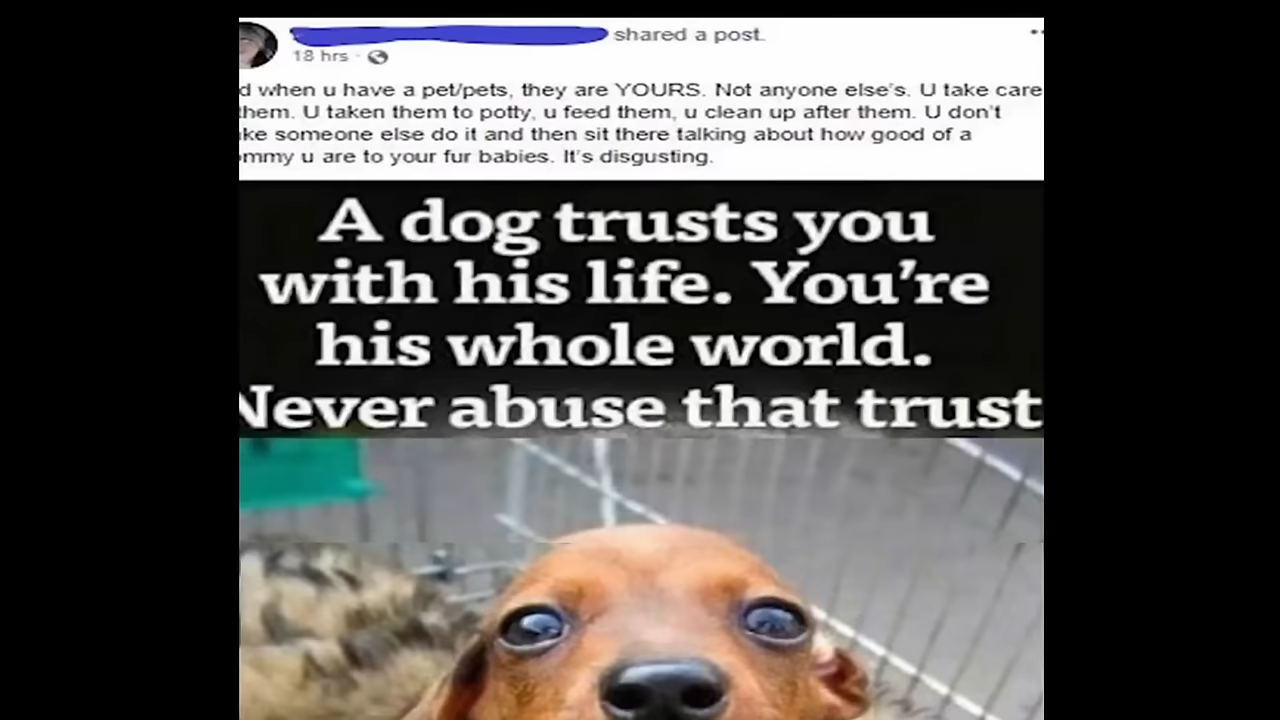 shared a post.
18 hrs ·
d when u have a pet/pets, they are YOURS. Not anyone else's. U take care
them. U taken them to potty, u feed them, u clean up after them. U don't
ke someone else do it and then sit there talking about how good of a
mmy u are to your fur babies. It's disgusting.
A dog trusts you
with his life. You're
his whole world.
Never abuse that trust